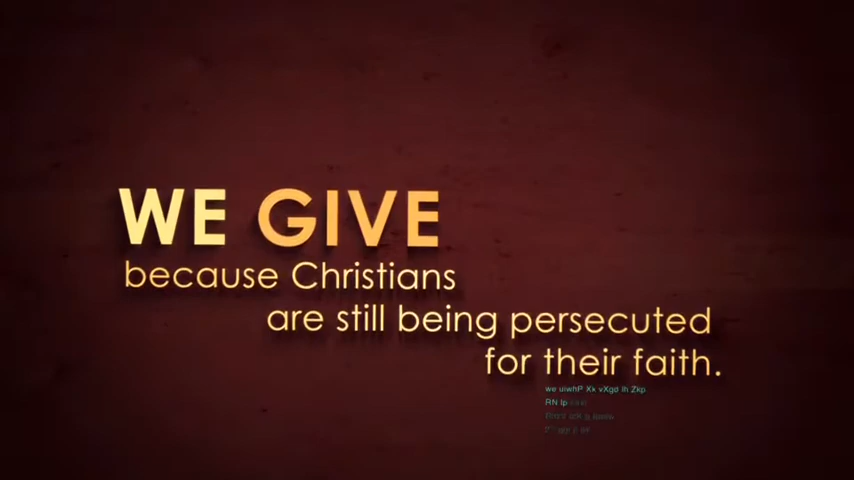 WE GIVE
because Christians
are still being persecuted
for their faith.